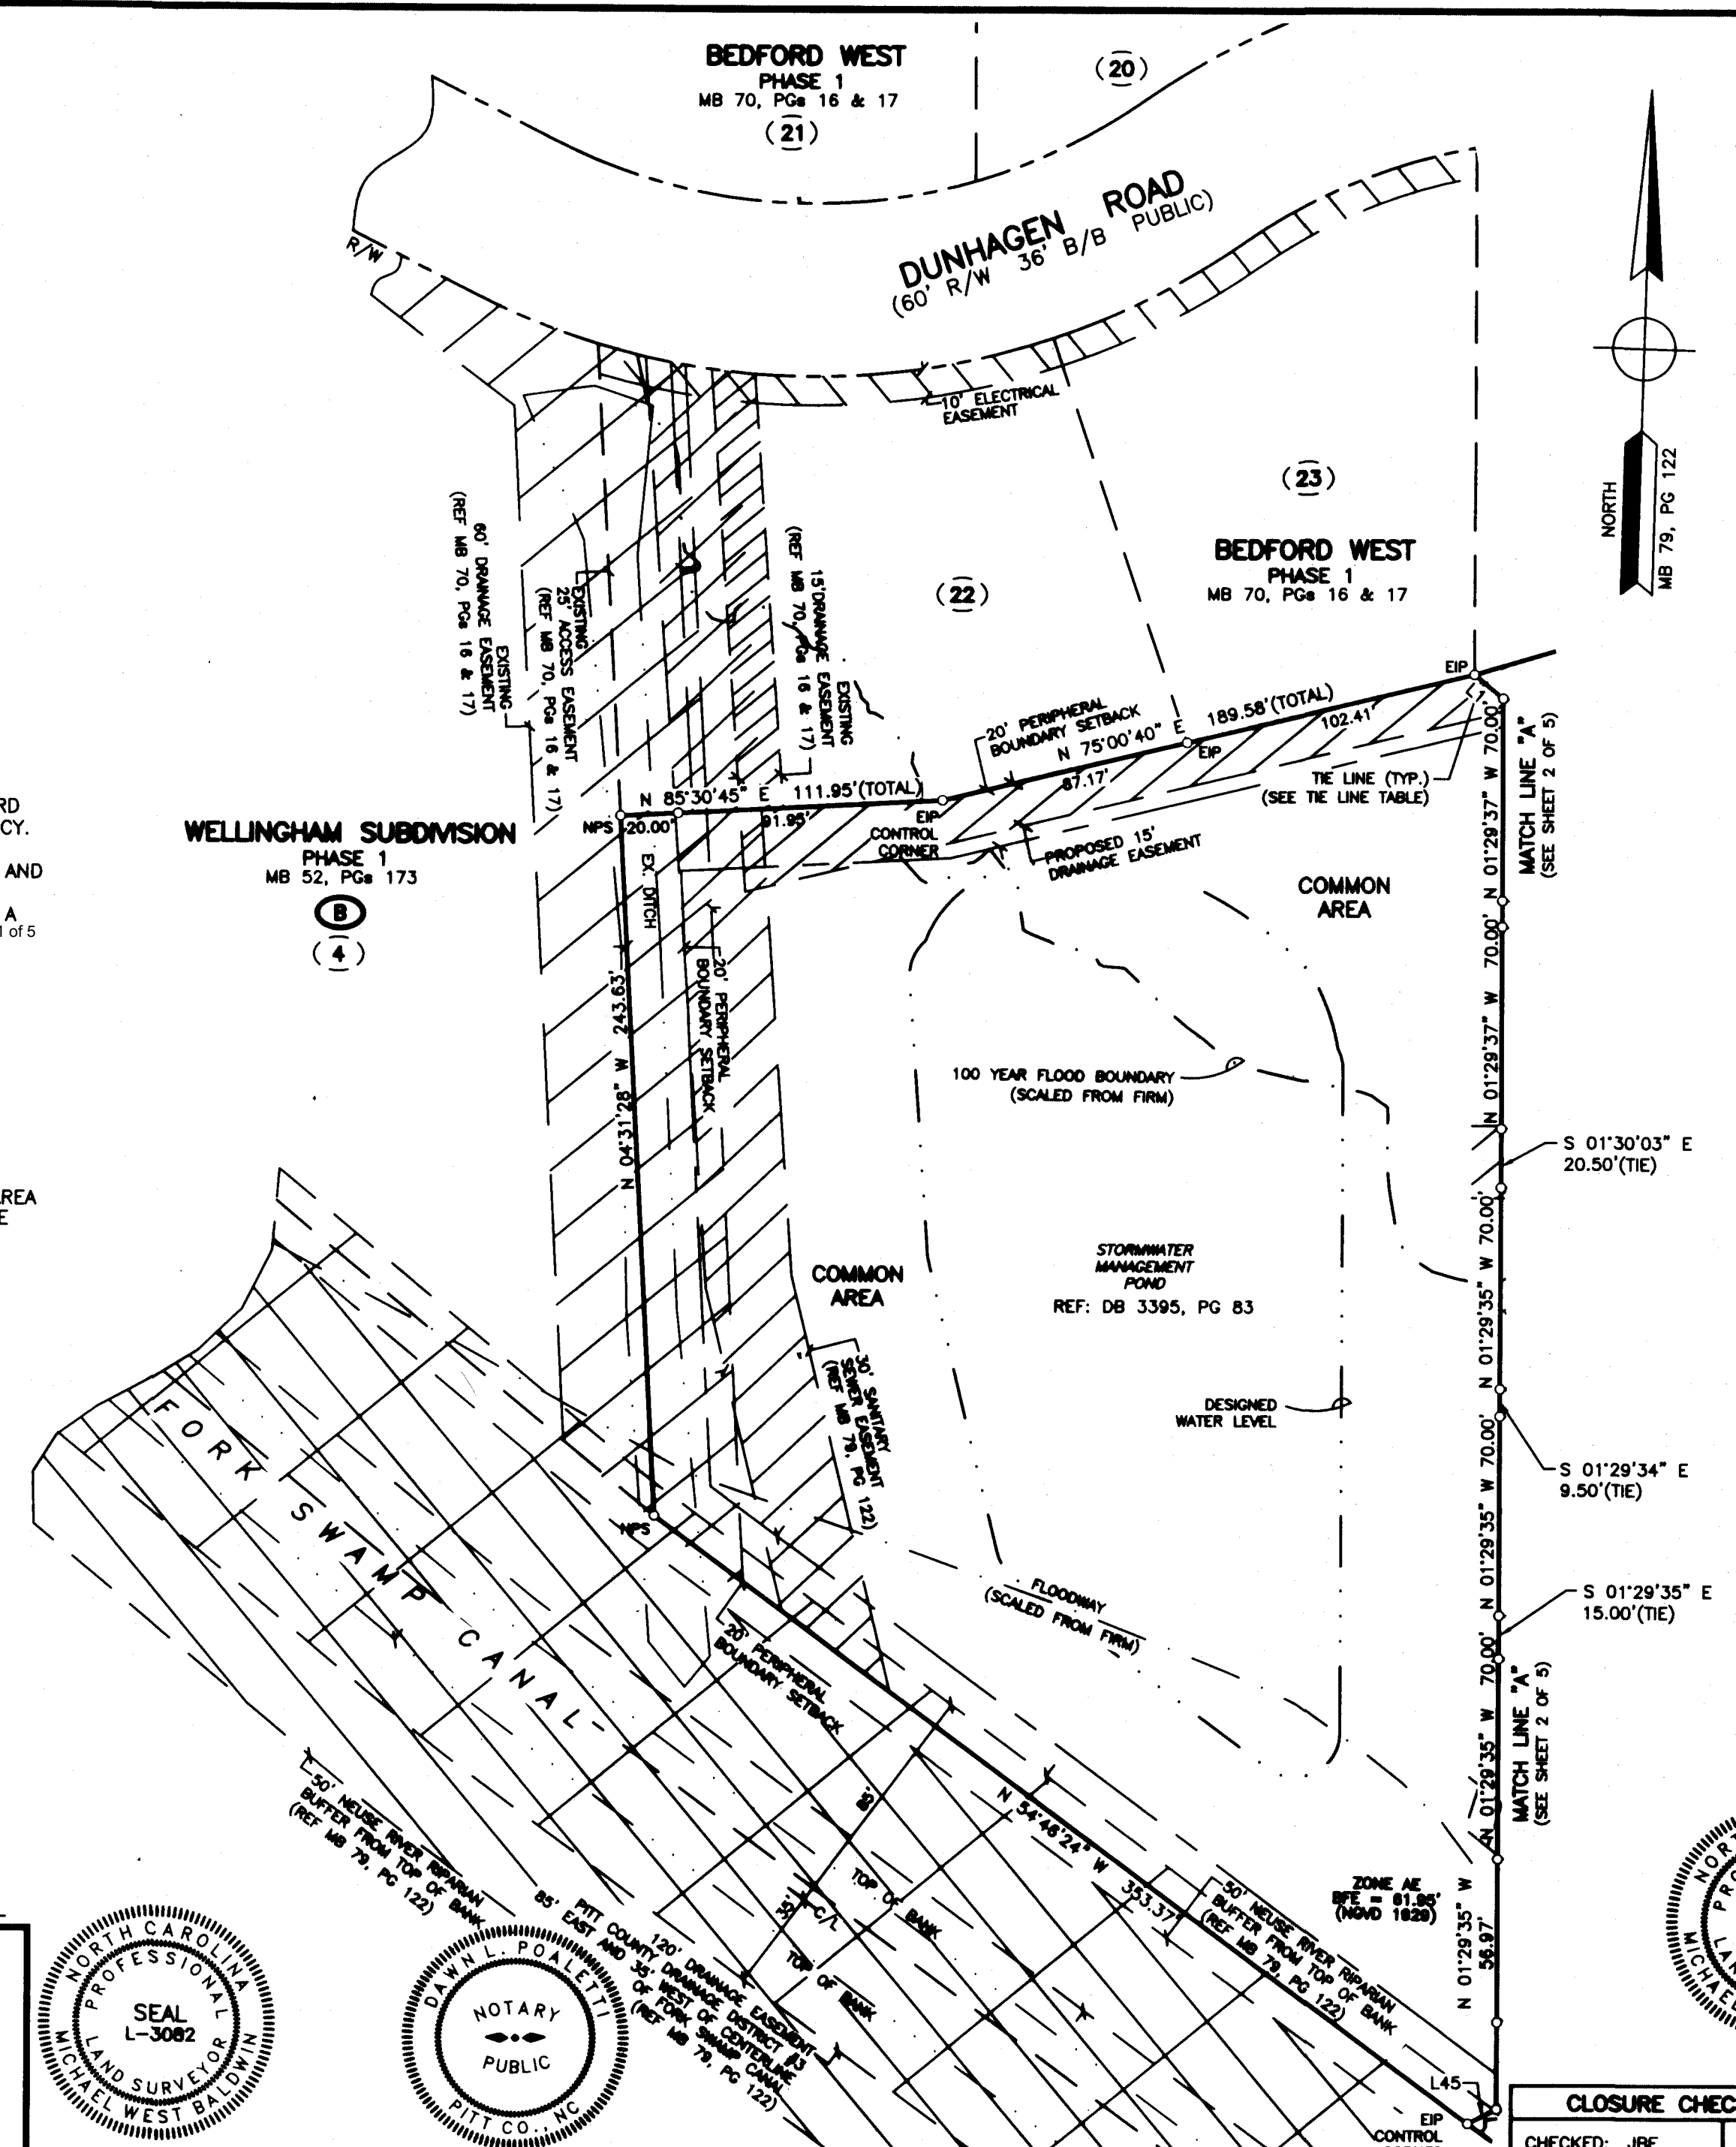 BEDFORD WEST
PHASE 1
MB 70, PGs 16 & 17
(21)
(20)
DUNHAGEN ROAD
(60' R/W 36' B/B PUBLIC)
R/W
10' ELECTRICAL
EASEMENT
NORTH
MB 79, PG 122
(23)
BEDFORD WEST
PHASE 1
MB 70, PGs 16 & 17
(22)
EXISTING
60' DRAINAGE EASEMENT
(REF MB 70, PGs 16 & 17)
EXISTING
25' ACCESS EASEMENT
(REF MB 70, PGs 16 & 17)
EXISTING
15' DRAINAGE EASEMENT
(REF MB 70, PGs 16 & 17)
EIP
L1
20' PERIPHERAL
BOUNDARY SETBACK
N 75°00'40" E 189.58'(TOTAL)
87.17'
EIP
102.41'
TIE LINE (TYP.)
(SEE TIE LINE TABLE)
N 85°30'45" E 111.95'(TOTAL)
NPS
20.00'
91.95'
EIP
CONTROL
CORNER
PROPOSED 15'
DRAINAGE EASEMENT
MATCH LINE "A"
(SEE SHEET 2 OF 5)
N 01°29'37" W 70.00'
N 01°29'37" W 70.00'
RD
CY.
AND
A
1 of 5
WELLINGHAM SUBDIVISION
PHASE 1
MB 52, PGs 173
B
(4)
EX. DITCH
COMMON
AREA
20' PERIPHERAL
BOUNDARY SETBACK
N 04°31'28" W 243.63'
100 YEAR FLOOD BOUNDARY
(SCALED FROM FIRM)
S 01°30'03" E
20.50'(TIE)
AREA
E
COMMON
AREA
STORMWATER
MANAGEMENT
POND
REF: DB 3395, PG 83
N 01°29'35" W 70.00'
30' SANITARY
SEWER EASEMENT
(REF MB 79, PG 122)
DESIGNED
WATER LEVEL
S 01°29'34" E
9.50'(TIE)
N 01°29'35" W 70.00'
FORK SWAMP CANAL
NPS
FLOODWAY
(SCALED FROM FIRM)
S 01°29'35" E
15.00'(TIE)
20' PERIPHERAL
BOUNDARY SETBACK
N 01°29'35" W 70.00'
MATCH LINE "A"
(SEE SHEET 2 OF 5)
50' NEUSE RIVER RIPARIAN
BUFFER FROM TOP OF BANK
(REF MB 79, PG 122)
85'
N 54°46'24" W 353.37'
TOP OF BANK
35'
C/L
TOP OF BANK
50' NEUSE RIVER RIPARIAN
BUFFER FROM TOP OF BANK
(REF MB 79, PG 122)
ZONE AE
BFE = 61.95'
(NGVD 1929)
N 01°29'35" W
56.97'
120' DRAINAGE EASEMENT
PITT COUNTY DRAINAGE DISTRICT #3
85' EAST AND 35' WEST OF CENTERLINE
OF FORK SWAMP CANAL
(REF MB 79, PG 122)
NORTH CAROLINA
PROFESSIONAL
SEAL
L-3082
LAND SURVEYOR
MICHAEL WEST BALDWIN
DAWN L. POALETTI
NOTARY
PUBLIC
PITT CO., NC
L45
EIP
CONTROL
CLOSURE CHEC
CHECKED: JBE